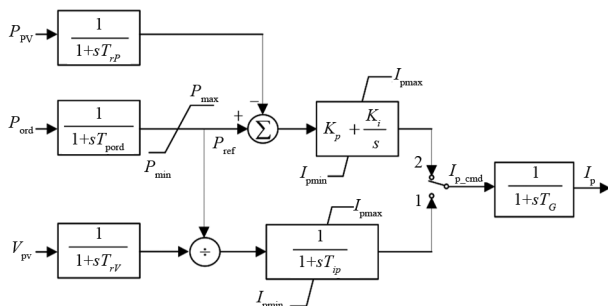 P_PV
1
1+sT_rP
P_ord
1
1+sT_pord
P_max
P_min
P_ref
−
+
Σ
I_pmax
K_p + K_i
s
I_pmin
2
1
I_p_cmd
1
1+sT_G
I_p
V_pv
1
1+sT_rV
÷
I_pmax
1
1+sT_ip
I_pmin